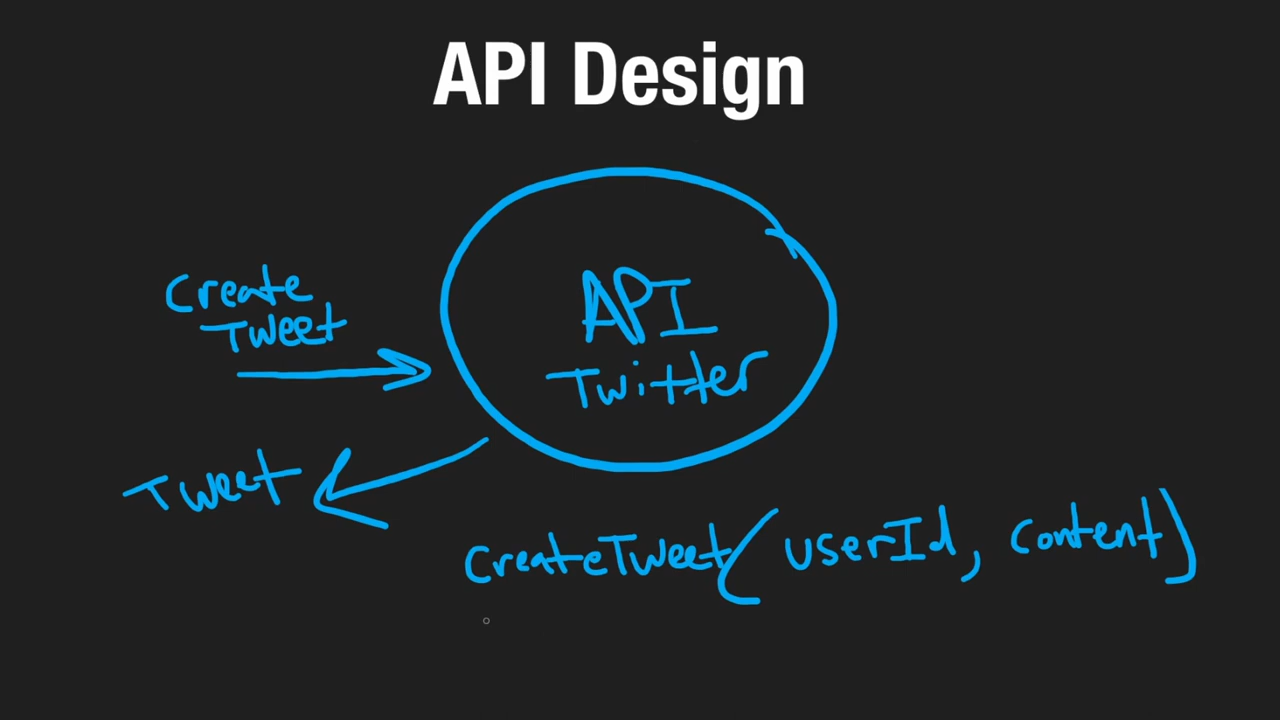 API Design
Create
Tweet
API
Twitter
Tweet
createTweet(userId, content)